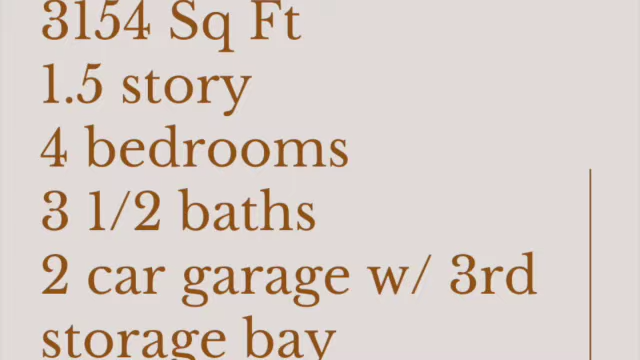 3154 Sq Ft
1.5 story
4 bedrooms
3 1/2 baths
2 car garage w/ 3rd
storage bay